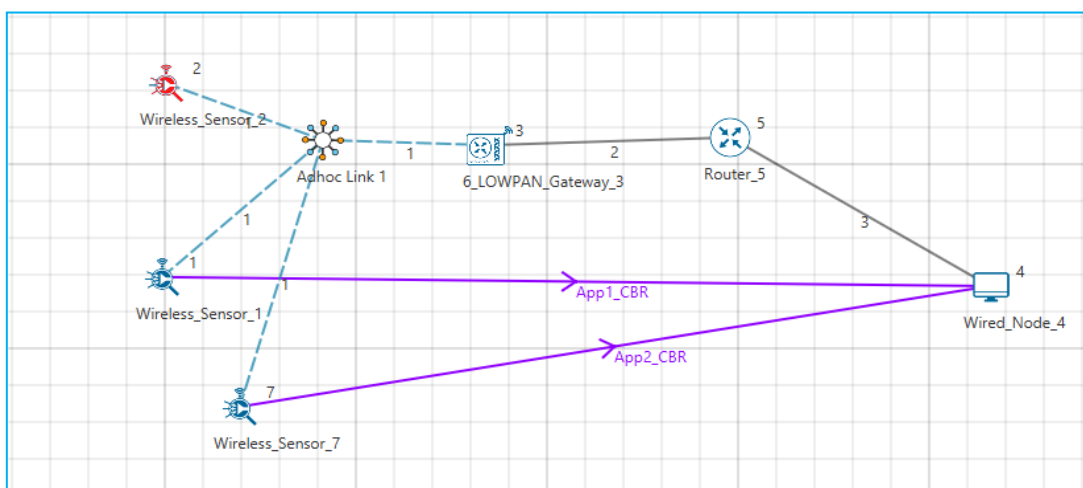 2
Wireless_Sensor_2
1
Adhoc Link 1
1
3
6_LOWPAN_Gateway_3
2
5
Router_5
1
3
1
Wireless_Sensor_1
1
App1_CBR
4
Wired_Node_4
App2_CBR
7
Wireless_Sensor_7